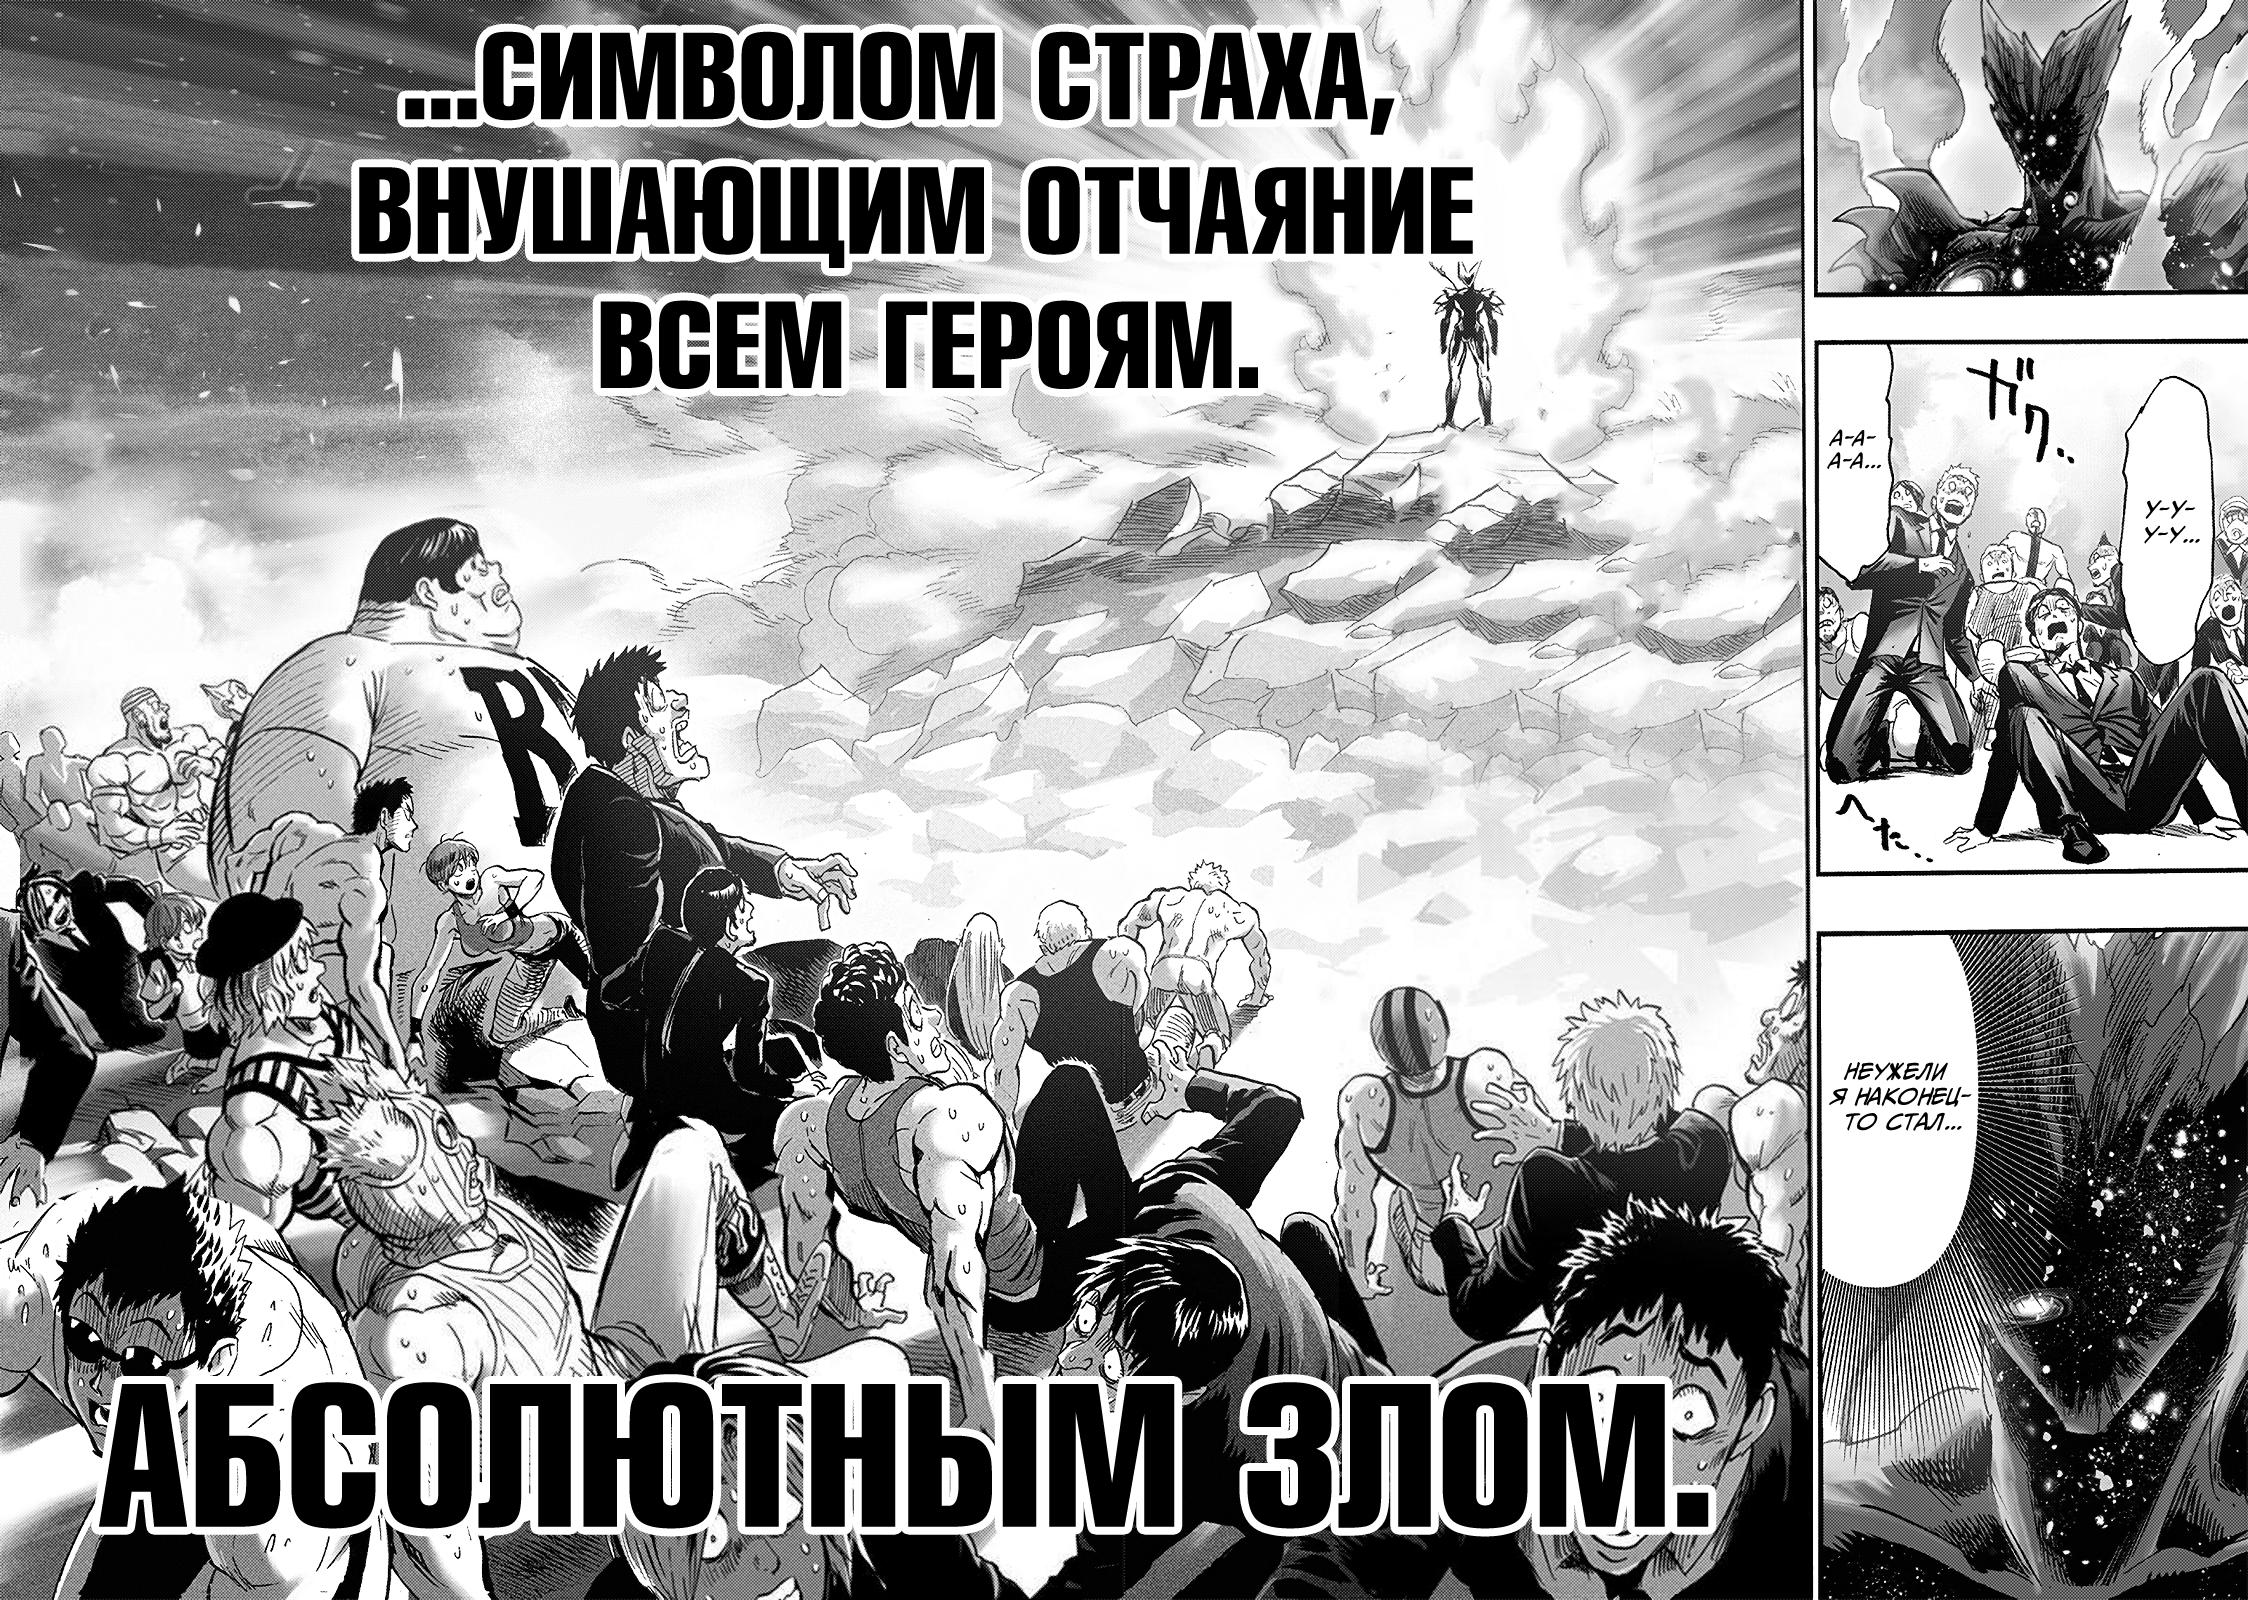 ガク‥
У-У-
У-У...
А-А-
А-А...
へた‥
НЕУЖЕЛИ
Я НАКОНЕЦ-
ТО СТАЛ...
...СИМВОЛОМ СТРАХА,
ВНУШАЮЩИМ ОТЧАЯНИЕ
ВСЕМ ГЕРОЯМ.
R
АБСОЛЮТНЫМ ЗЛОМ.